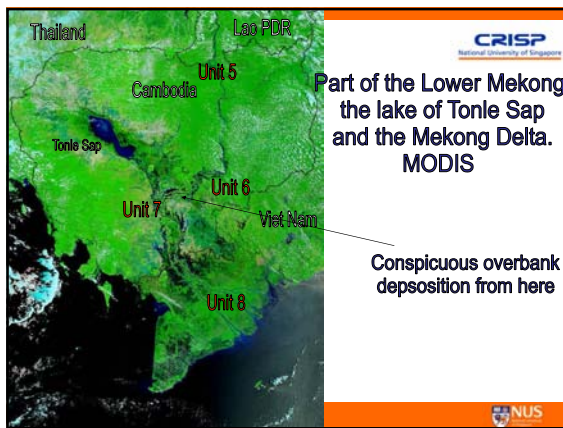 Thailand
Lao PDR
Unit 5
Cambodia
Tonle Sap
Unit 6
Unit 7
Viet Nam
Unit 8
CRISP
National University of Singapore
Part of the Lower Mekong
the lake of Tonle Sap
and the Mekong Delta.
MODIS
Conspicuous overbank
depsosition from here
NUS